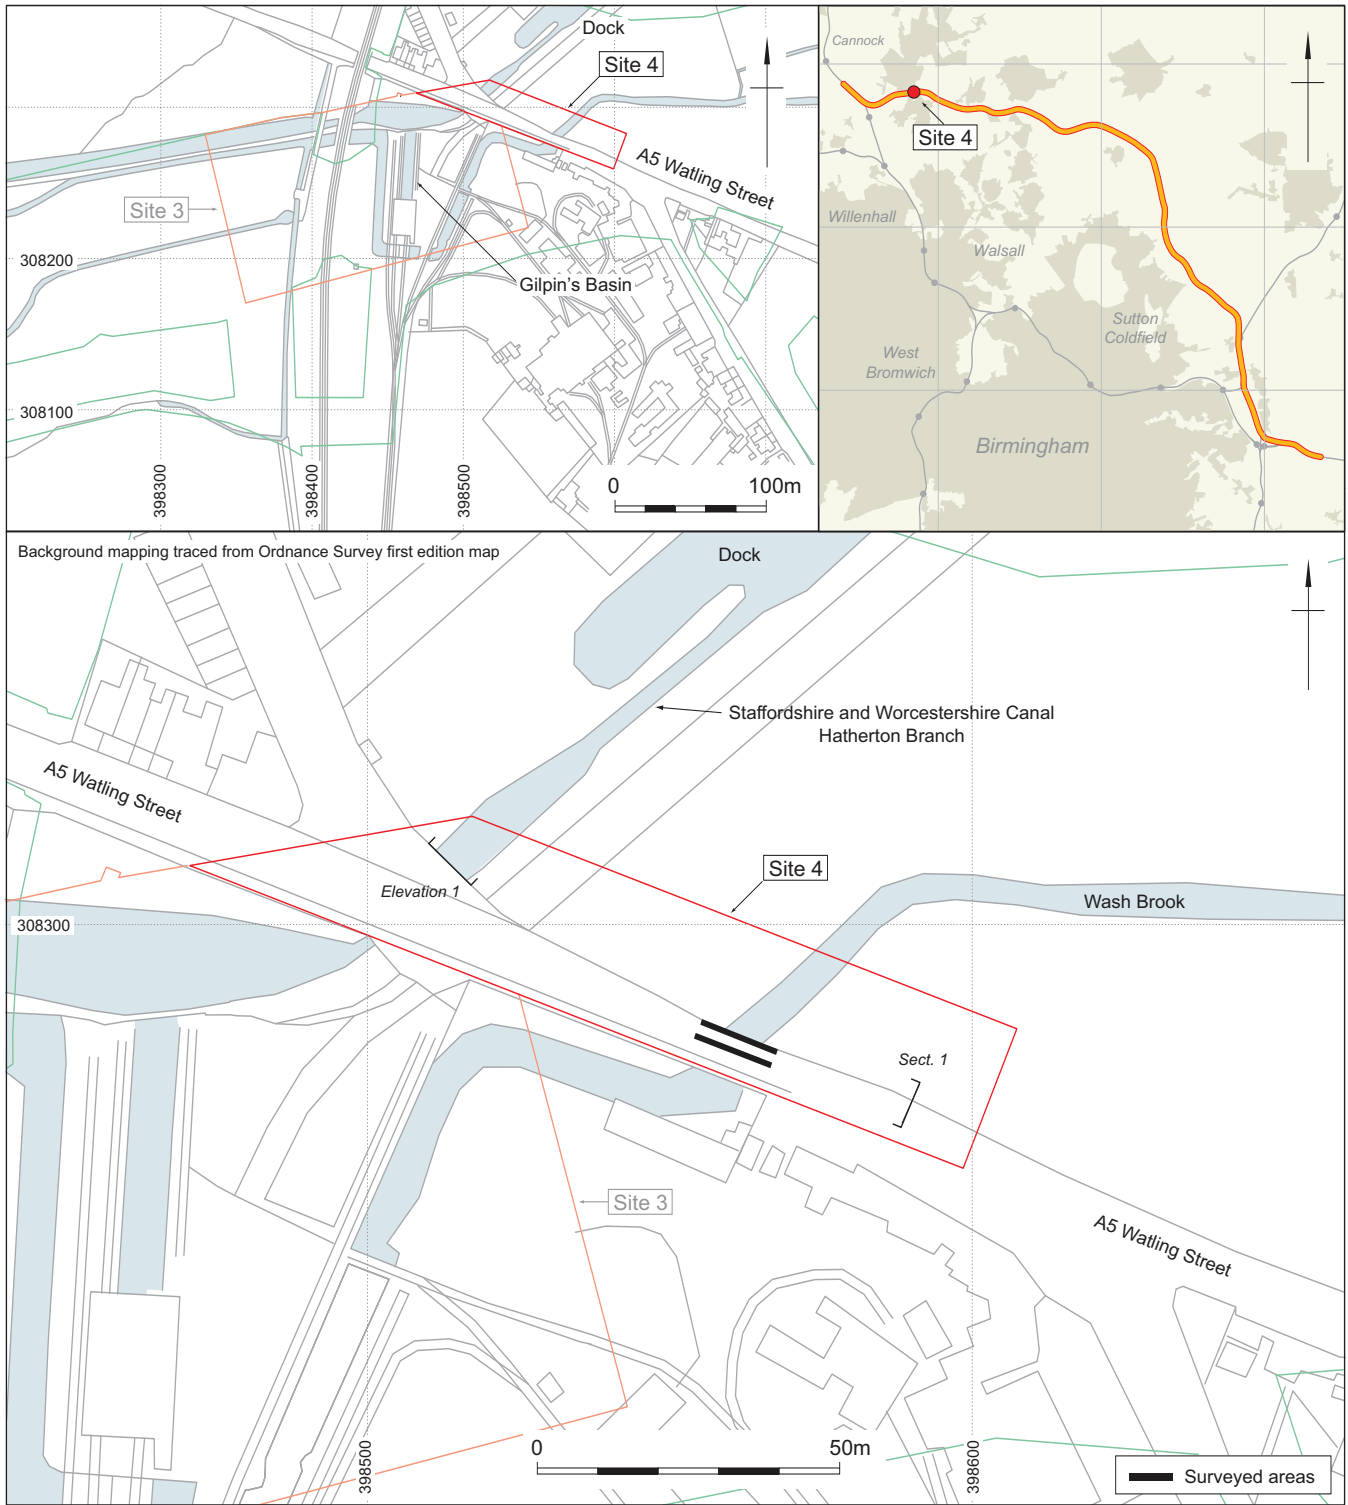 Dock
Site 4
A5 Watling Street
Site 3
308200
Gilpin's Basin
308100
398300
398400
398500
0
100m
Cannock
Site 4
Willenhall
Walsall
Sutton
Coldfield
West
Bromwich
Birmingham
Background mapping traced from Ordnance Survey first edition map
Dock
Staffordshire and Worcestershire Canal
Hatherton Branch
A5 Watling Street
Site 4
Elevation 1
Wash Brook
308300
Sect. 1
Site 3
A5 Watling Street
398500
0
50m
398600
Surveyed areas